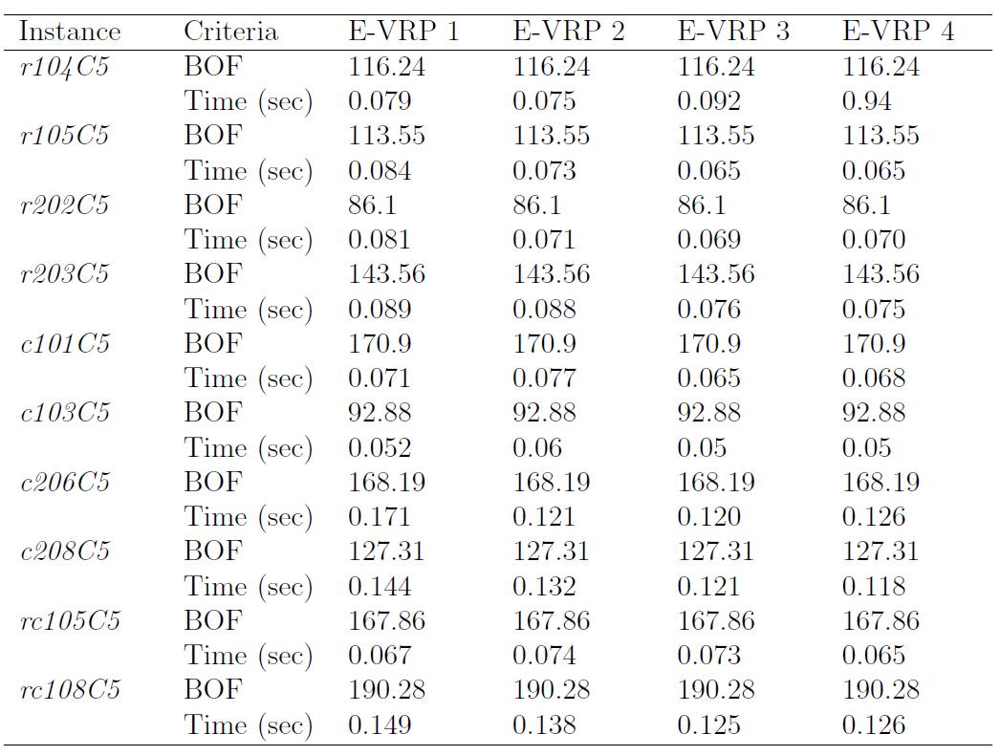 Instance Criteria E-VRP 1 E-VRP 2 E-VRP 3 E-VRP 4
r104C5 BOF 116.24 116.24 116.24 116.24
Time (sec) 0.079 0.075 0.092 0.94
r105C5 BOF 113.55 113.55 113.55 113.55
Time (sec) 0.084 0.073 0.065 0.065
r202C5 BOF 86.1 86.1 86.1 86.1
Time (sec) 0.081 0.071 0.069 0.070
r203C5 BOF 143.56 143.56 143.56 143.56
Time (sec) 0.089 0.088 0.076 0.075
c101C5 BOF 170.9 170.9 170.9 170.9
Time (sec) 0.071 0.077 0.065 0.068
c103C5 BOF 92.88 92.88 92.88 92.88
Time (sec) 0.052 0.06 0.05 0.05
c206C5 BOF 168.19 168.19 168.19 168.19
Time (sec) 0.171 0.121 0.120 0.126
c208C5 BOF 127.31 127.31 127.31 127.31
Time (sec) 0.144 0.132 0.121 0.118
rc105C5 BOF 167.86 167.86 167.86 167.86
Time (sec) 0.067 0.074 0.073 0.065
rc108C5 BOF 190.28 190.28 190.28 190.28
Time (sec) 0.149 0.138 0.125 0.126